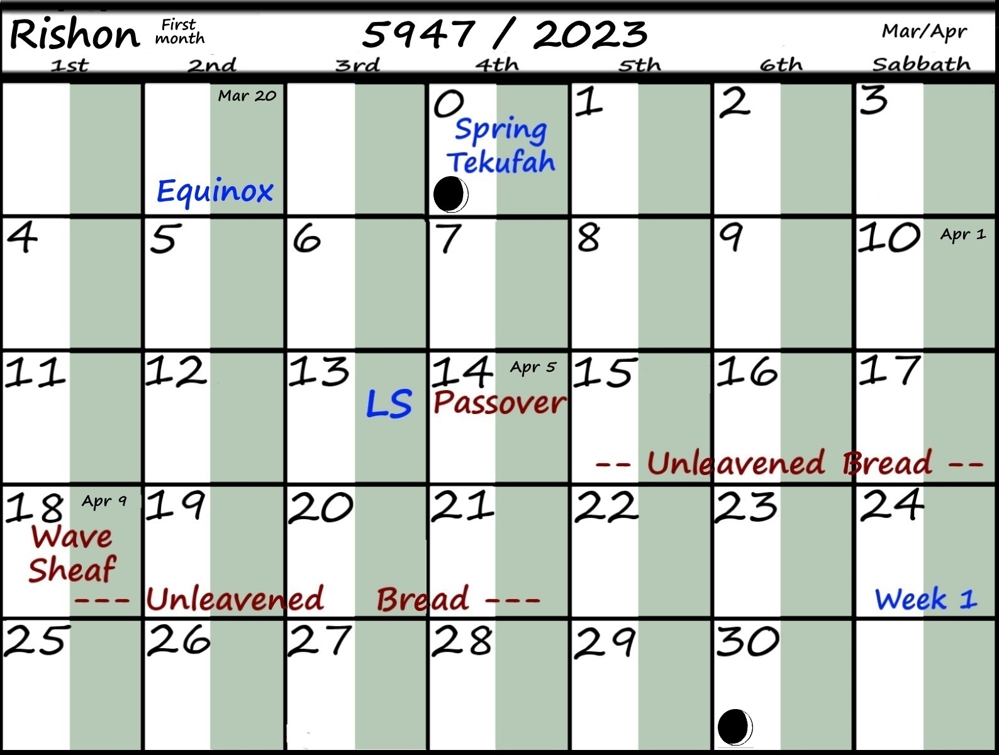 Rishon First month 5947 / 2023 Mar/Apr
1st 2nd 3rd 4th 5th 6th Sabbath
Mar 20 0 1 2 3
Spring
Tekufah
Equinox
4 5 6 7 8 9 10 Apr 1
11 12 13 14 Apr 5 15 16 17
LS Passover
-- Unleavened Bread --
18 Apr 9 19 20 21 22 23 24
Wave
Sheaf
--- Unleavened Bread --- Week 1
25 26 27 28 29 30